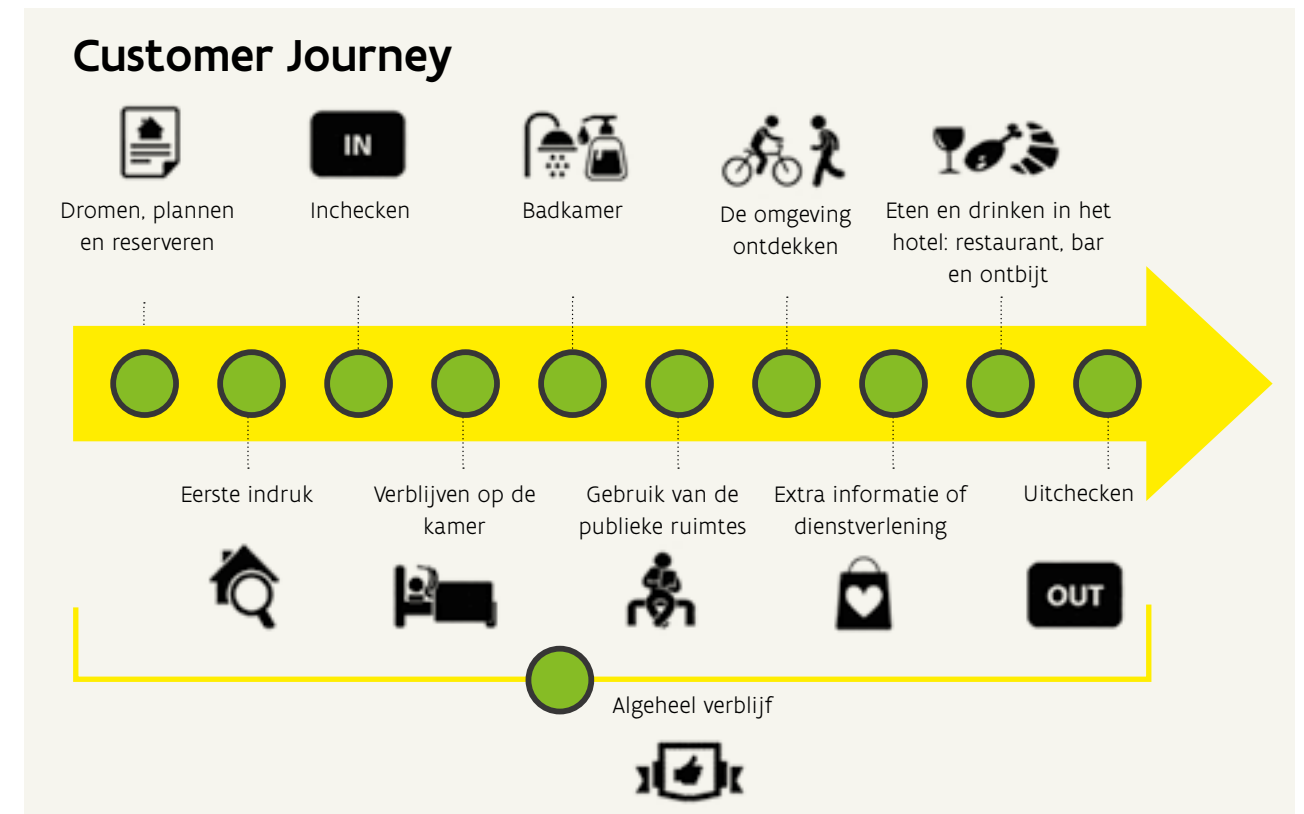 Customer Journey
IN
Dromen, plannen
en reserveren
Inchecken
Badkamer
De omgeving
ontdekken
Eten en drinken in het
hotel: restaurant, bar
en ontbijt
Eerste indruk
Verblijven op de
kamer
Gebruik van de
publieke ruimtes
Extra informatie of
dienstverlening
Uitchecken
OUT
Algeheel verblijf